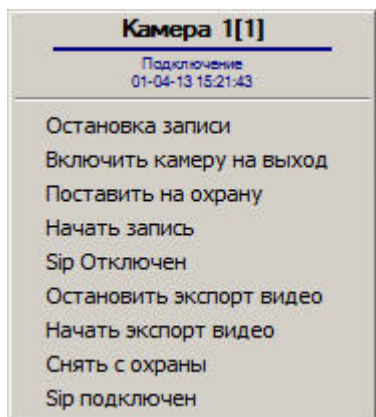 Камера 1[1]
Подключение
01-04-13 15:21:43
Остановка записи
Включить камеру на выход
Поставить на охрану
Начать запись
Sip Отключен
Остановить экспорт видео
Начать экспорт видео
Снять с охраны
Sip подключен